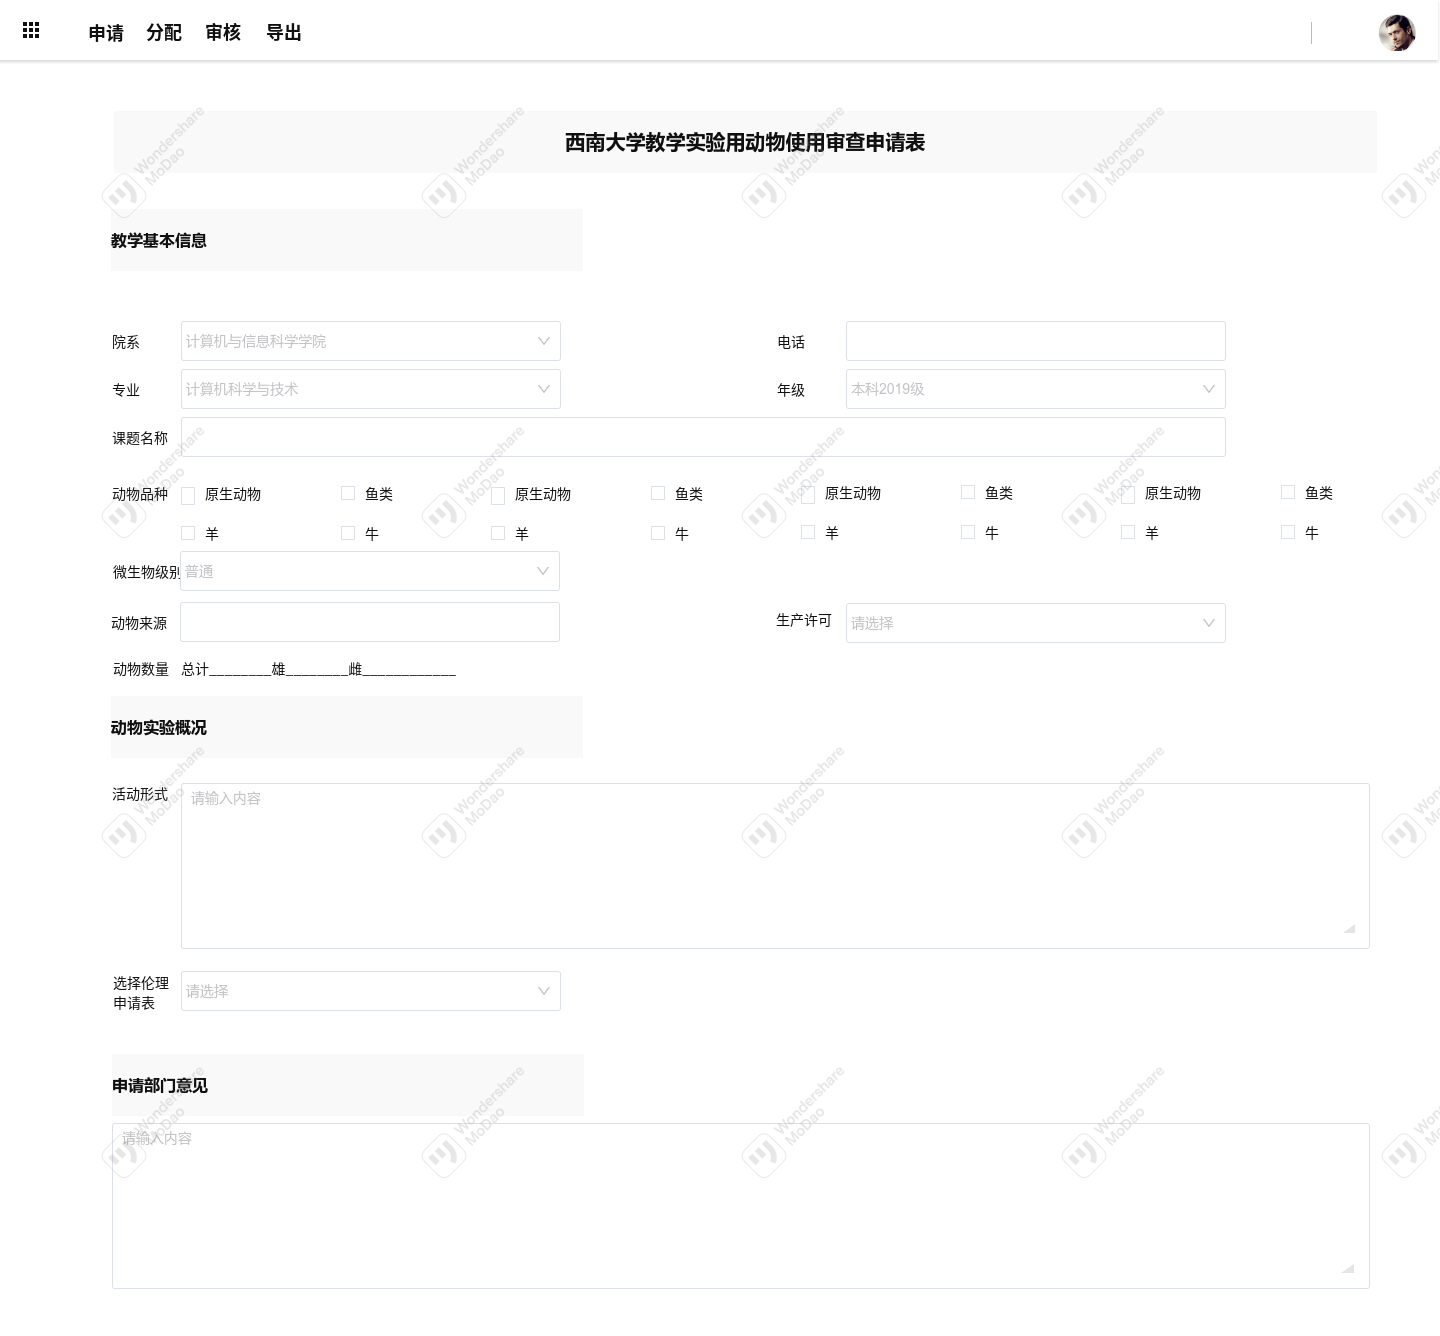 申请 分配 审核 导出
西南大学教学实验用动物使用审查申请表
教学基本信息
院系 计算机与信息科学学院 电话
专业 计算机科学与技术 年级 本科2019级
课题名称
动物品种 原生动物 鱼类 原生动物 鱼类 原生动物 鱼类 原生动物 鱼类
羊 牛 羊 牛 羊 牛 羊 牛
微生物级别 普通
动物来源 生产许可 请选择
动物数量 总计________雄________雌____________
动物实验概况
活动形式 请输入内容
选择伦理 请选择
申请表
申请部门意见
请输入内容
Wondershare
MoDao